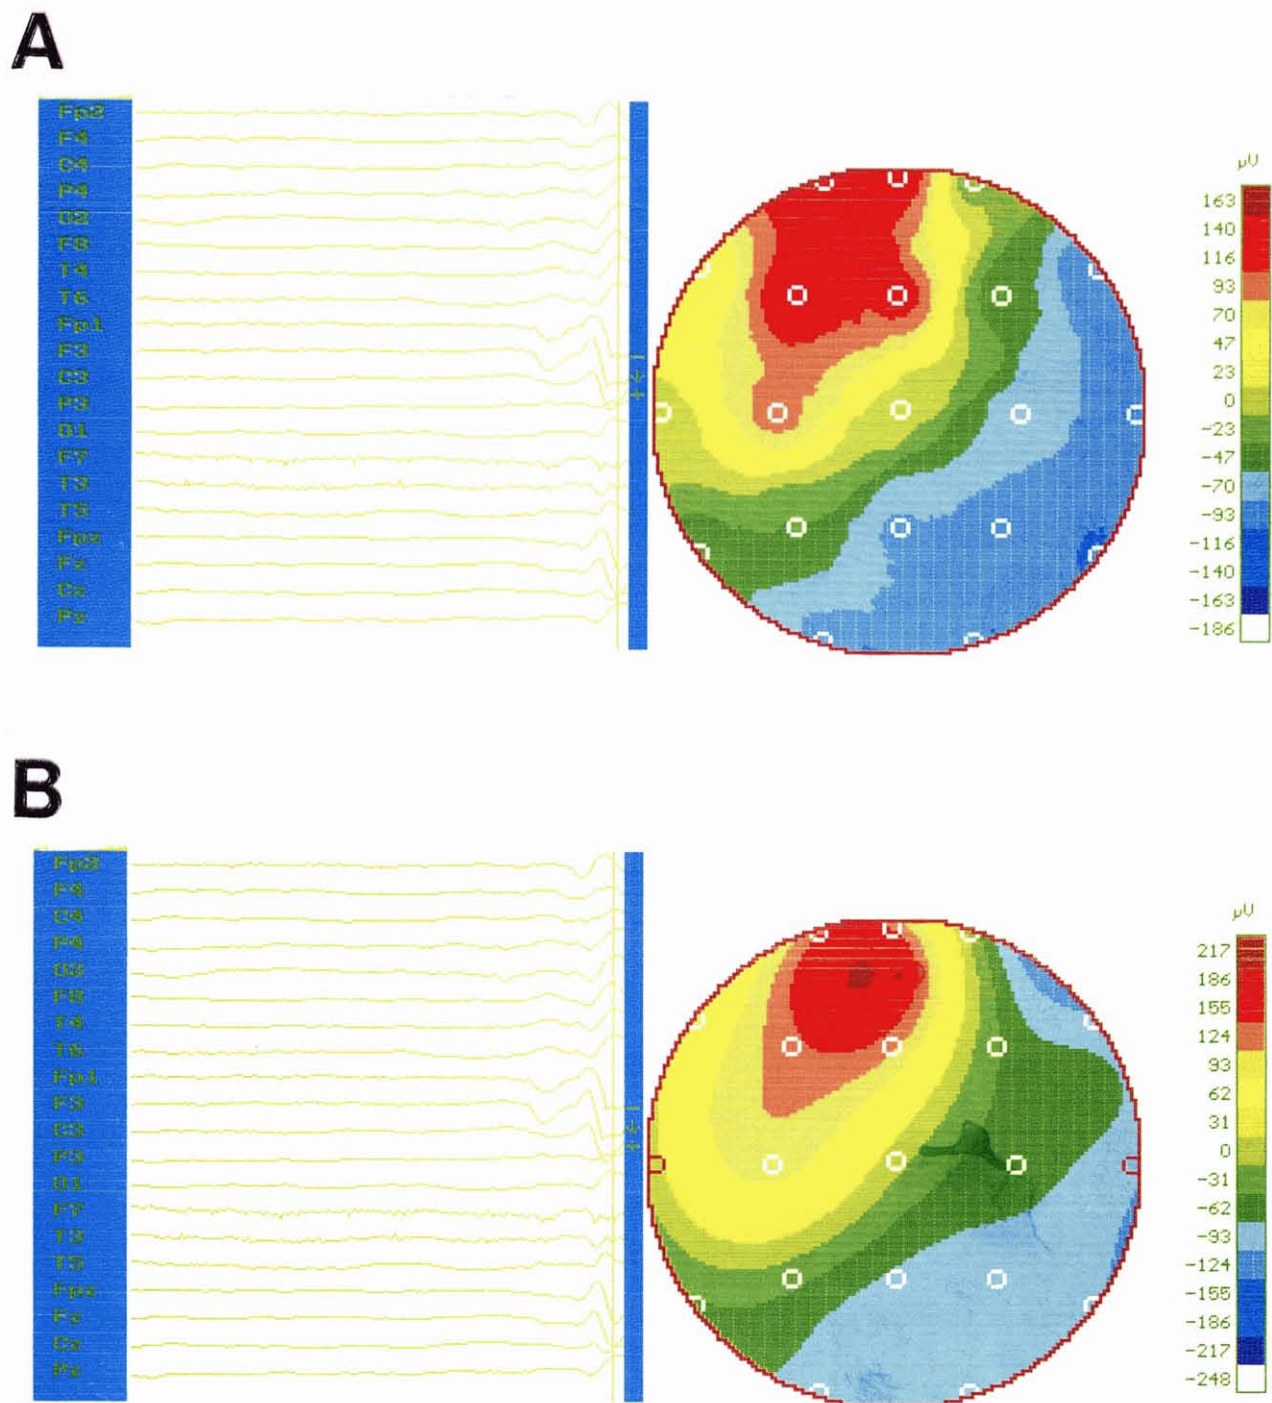 A
Fp2
F4
C4
P4
O2
F8
T4
T6
Fp1
F3
C3
P3
O1
F7
T3
T5
Fpz
Fz
Cz
Pz
µV
163
140
116
93
70
47
23
0
-23
-47
-70
-93
-116
-140
-163
-186
B
Fp2
F4
C4
P4
O2
F8
T4
T6
Fp1
F3
C3
P3
O1
F7
T3
T5
Fpz
Fz
Cz
Pz
µV
217
186
155
124
93
62
31
0
-31
-62
-93
-124
-155
-186
-217
-248